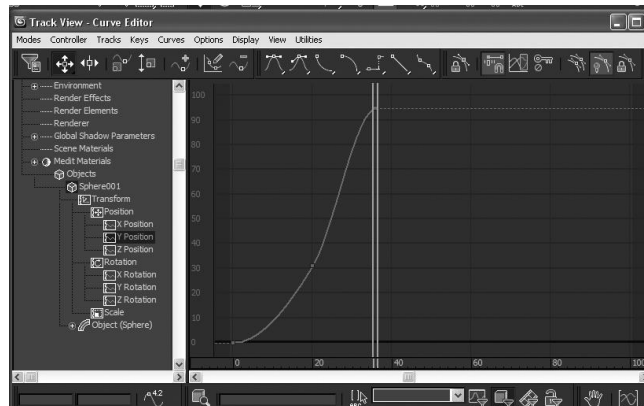 Track View - Curve Editor
Modes Controller Tracks Keys Curves Options Display View Utilities
Environment
Render Effects
Render Elements
Renderer
Global Shadow Parameters
Scene Materials
Medit Materials
Objects
Sphere001
Transform
Position
X Position
Y Position
Z Position
Rotation
X Rotation
Y Rotation
Z Rotation
Scale
Object (Sphere)
100
90
80
70
60
50
40
30
20
10
0
0 20 40 60 80 100
4.2
ABC